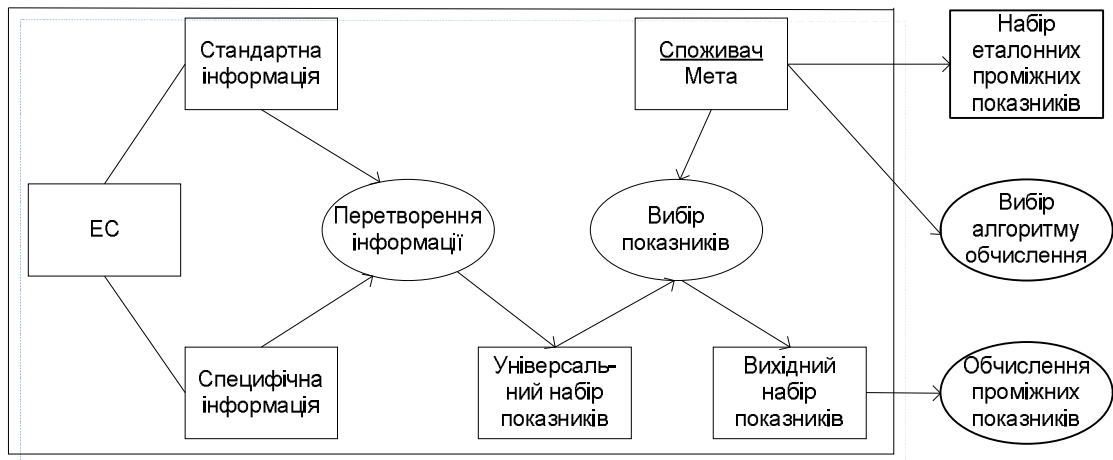 Стандартна
інформація
Споживач
Мета
Набір
еталонних
проміжних
показників
ЕС
Перетворення
інформації
Вибір
показників
Вибір
алгоритму
обчислення
Специфічна
інформація
Універсаль-
ний набір
показників
Вихідний
набір
показників
Обчислення
проміжних
показників